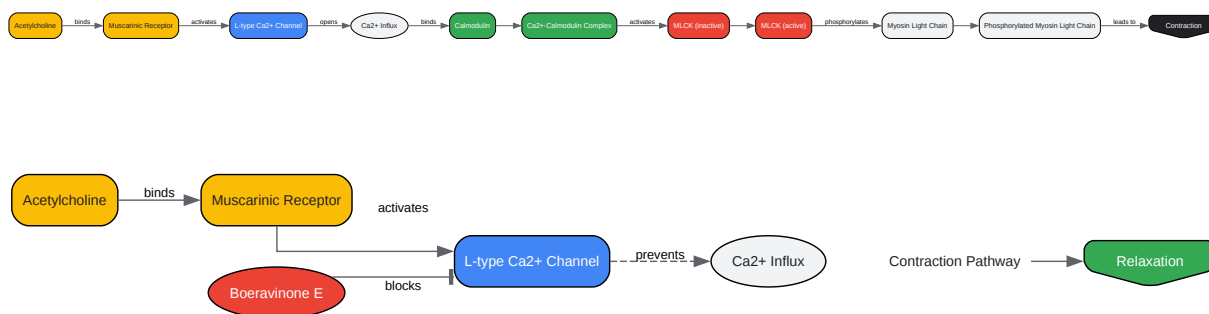 Acetylcholine
binds
Muscarinic Receptor
activates
L-type Ca2+ Channel
opens
Ca2+ Influx
binds
Calmodulin
Ca2+-Calmodulin Complex
activates
MLCK (inactive)
MLCK (active)
phosphorylates
Myosin Light Chain
Phosphorylated Myosin Light Chain
leads to
Contraction
Acetylcholine
binds
Muscarinic Receptor
activates
L-type Ca2+ Channel
prevents
Ca2+ Influx
Contraction Pathway
Relaxation
Boeravinone E
blocks